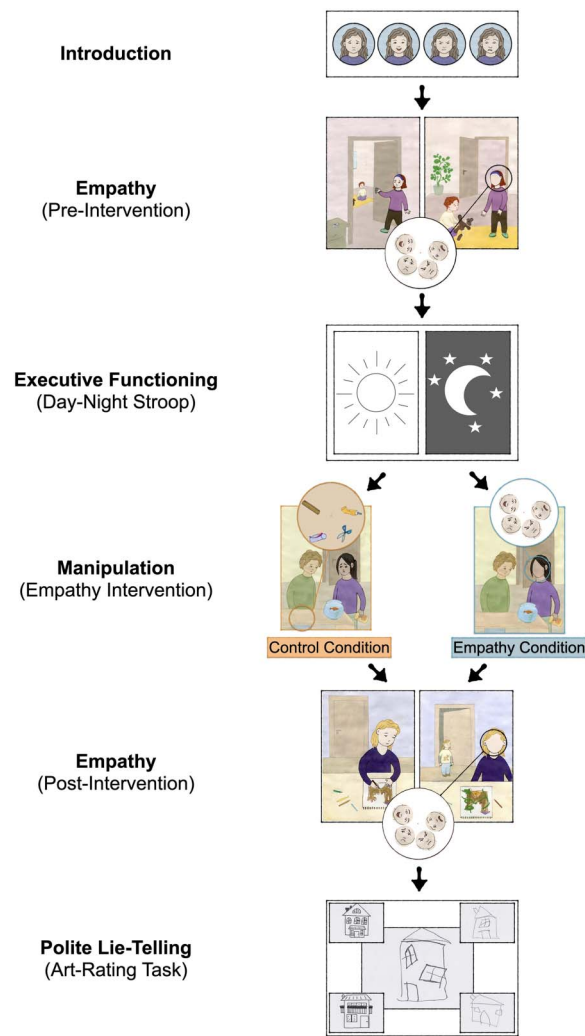 Introduction
Empathy
(Pre-Intervention)
Executive Functioning
(Day-Night Stroop)
Manipulation
(Empathy Intervention)
Control Condition
Empathy Condition
Empathy
(Post-Intervention)
Polite Lie-Telling
(Art-Rating Task)